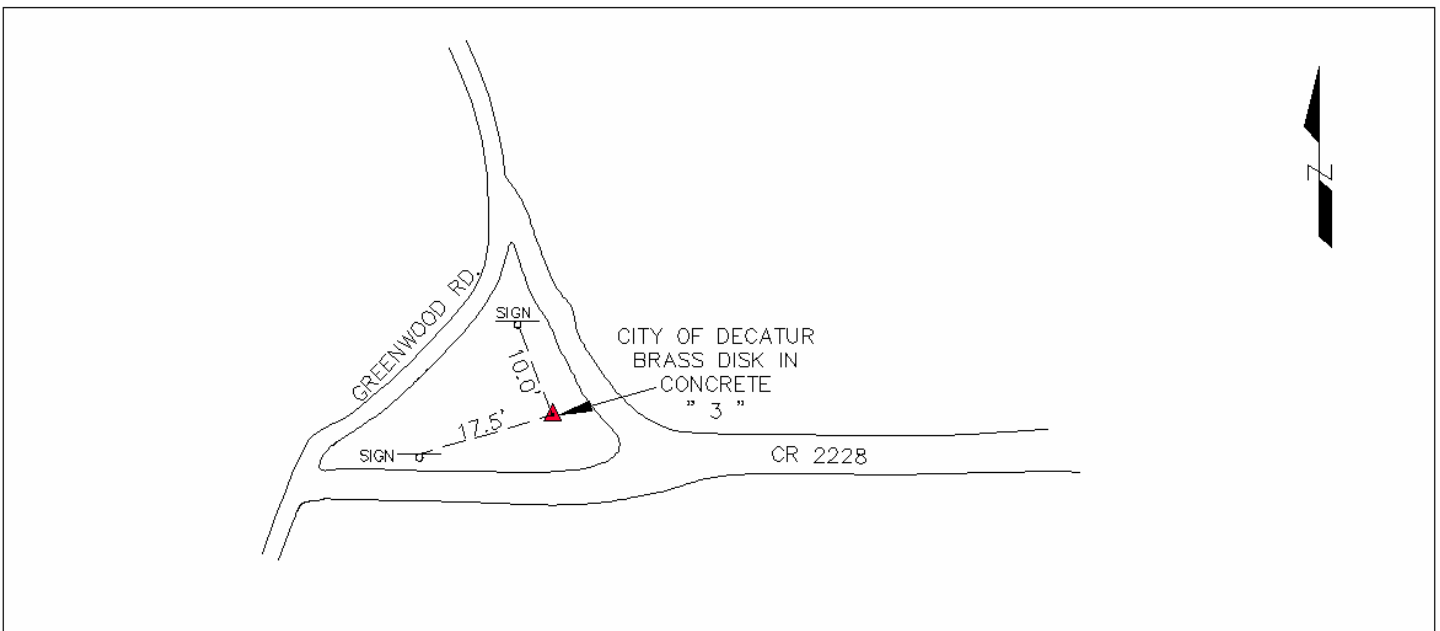 N
GREENWOOD RD.
SIGN
10.0'
CITY OF DECATUR
BRASS DISK IN
CONCRETE
" 3 "
17.5'
SIGN
CR 2228